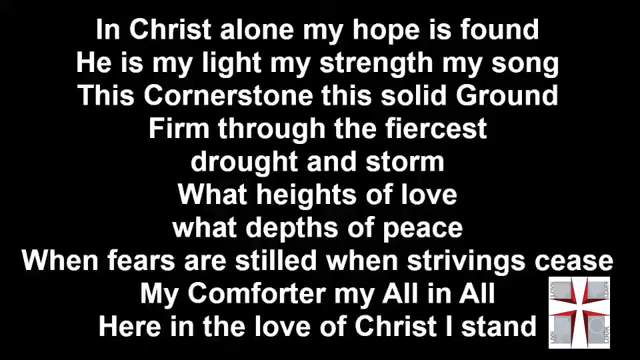 In Christ alone my hope is found
He is my light my strength my song
This Cornerstone this solid Ground
Firm through the fiercest
drought and storm
What heights of love
what depths of peace
When fears are stilled when strivings cease
My Comforter my All in All
Here in the love of Christ I stand